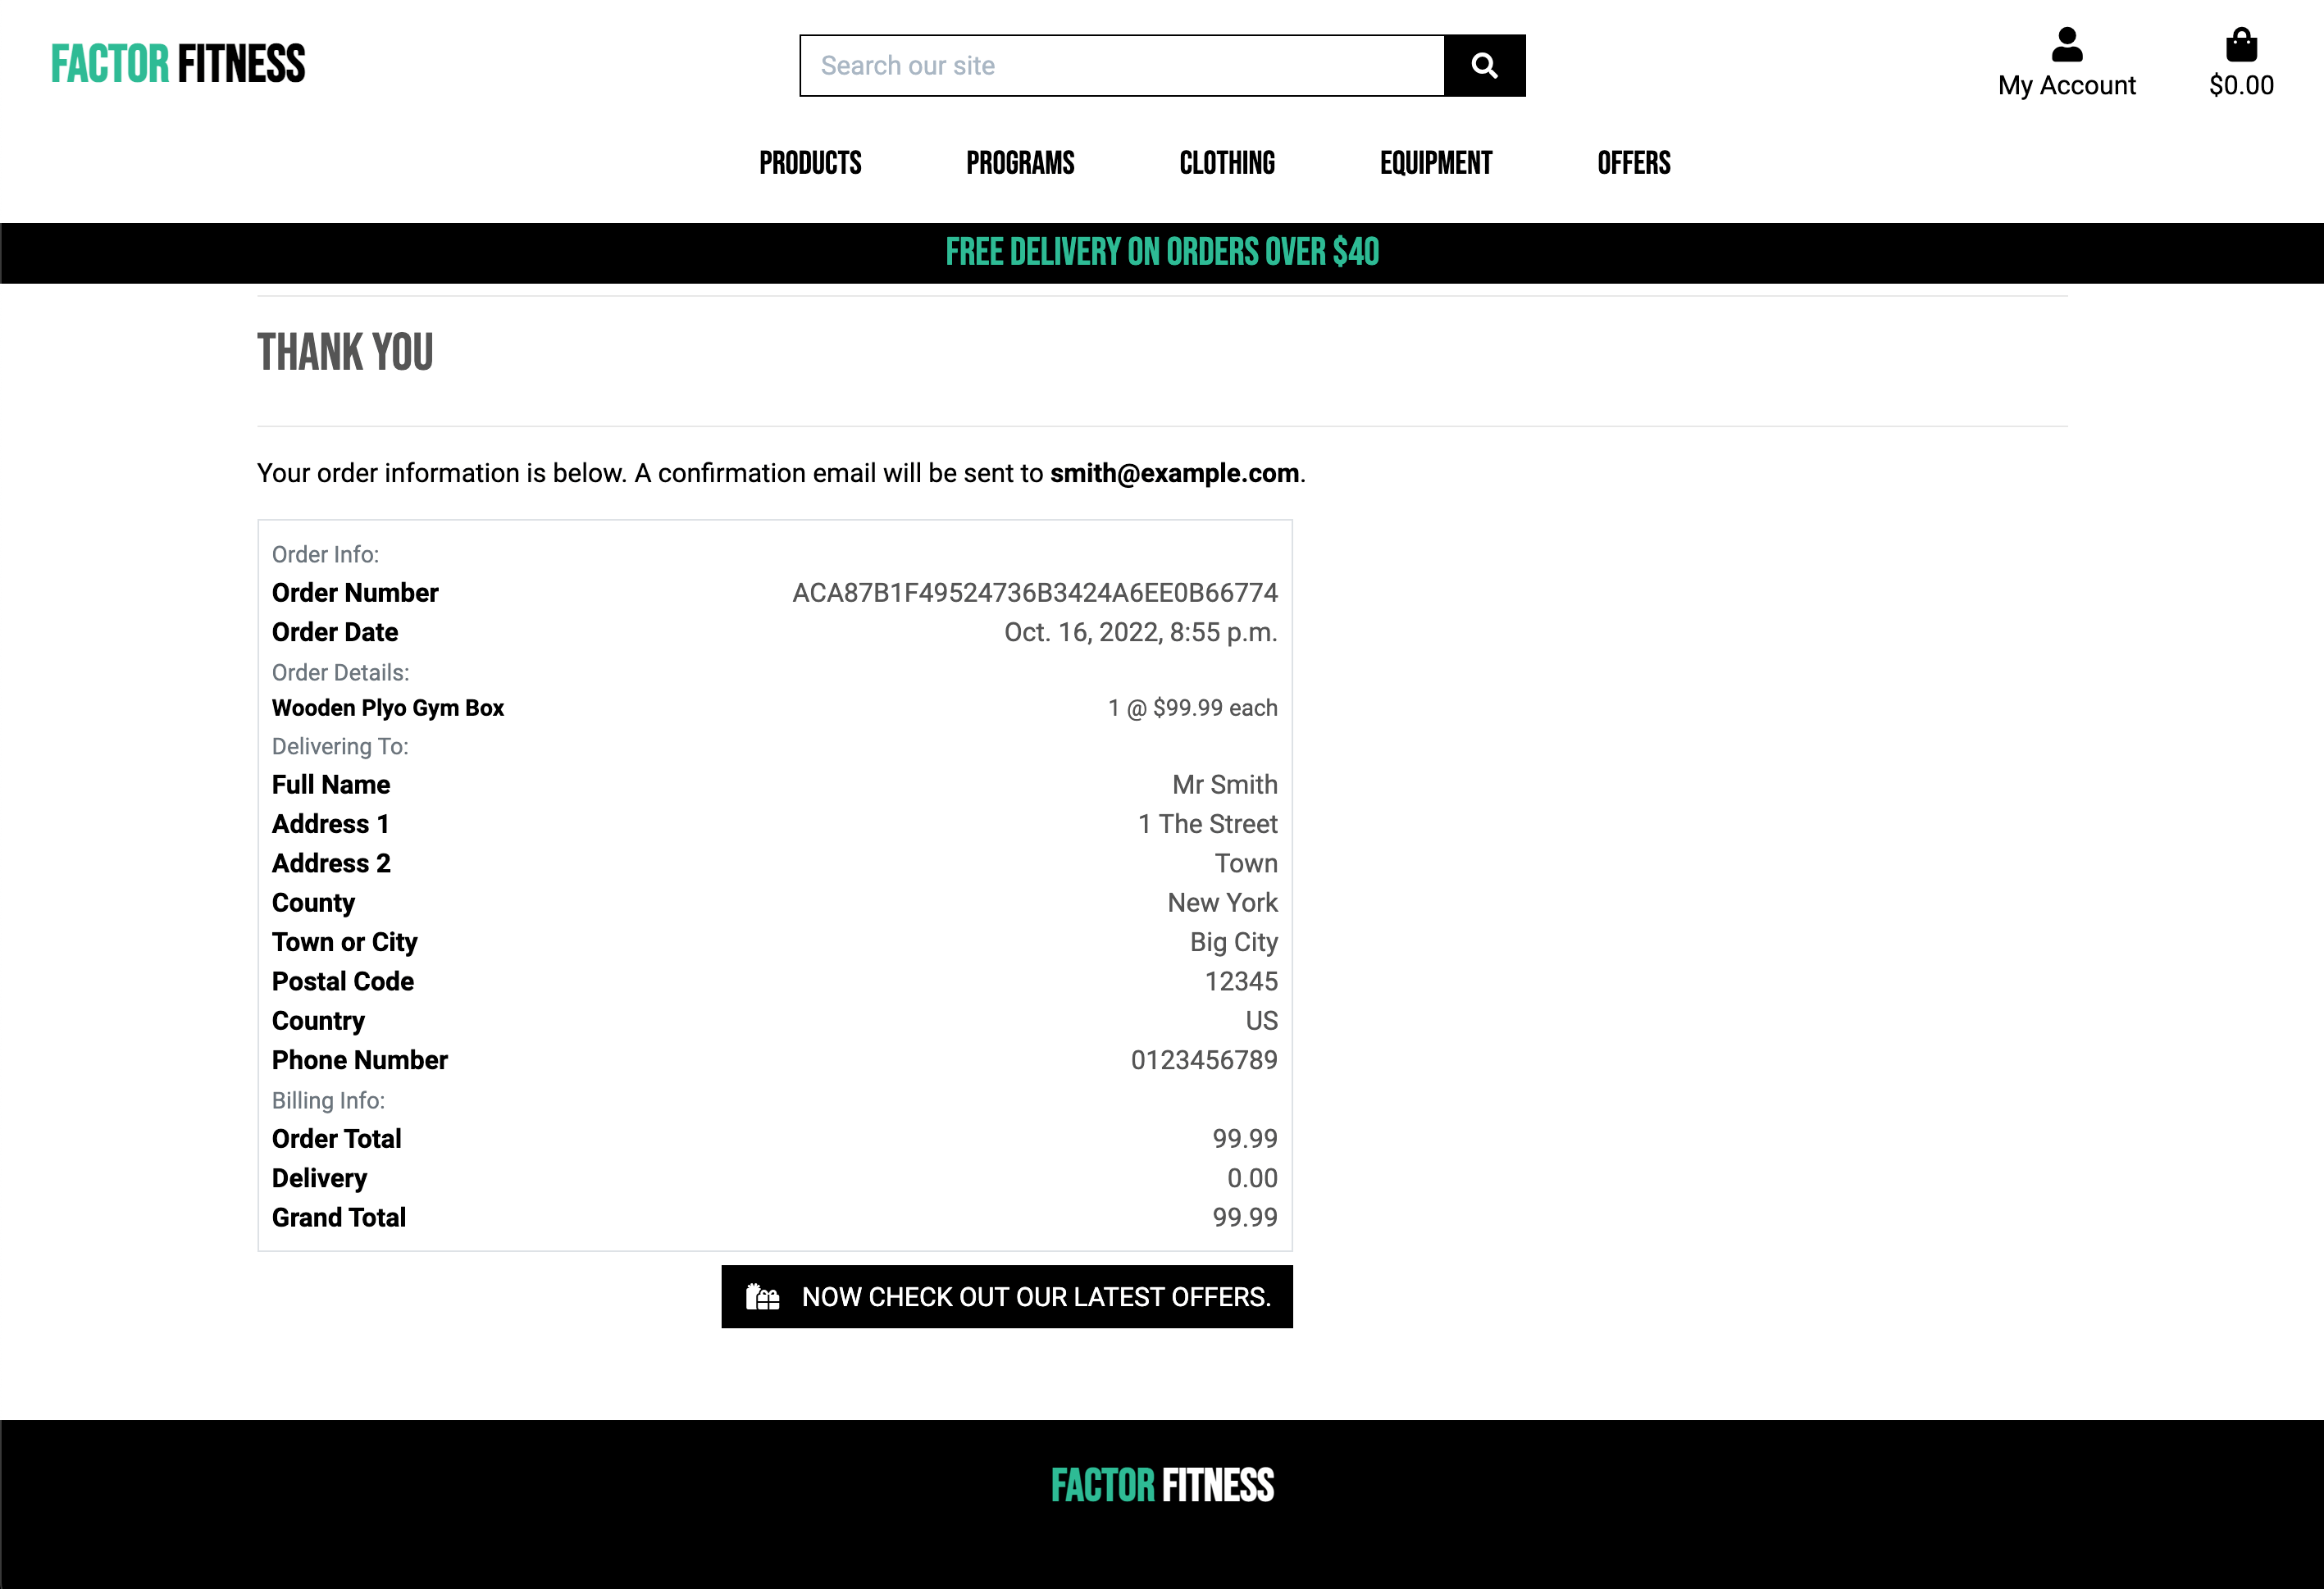 FACTOR FITNESS
Search our site
My Account
$0.00
PRODUCTS PROGRAMS CLOTHING EQUIPMENT OFFERS
FREE DELIVERY ON ORDERS OVER $40
THANK YOU
Your order information is below. A confirmation email will be sent to smith@example.com.
Order Info:
Order Number ACA87B1F49524736B3424A6EE0B66774
Order Date Oct. 16, 2022, 8:55 p.m.
Order Details:
Wooden Plyo Gym Box 1 @ $99.99 each
Delivering To:
Full Name Mr Smith
Address 1 1 The Street
Address 2 Town
County New York
Town or City Big City
Postal Code 12345
Country US
Phone Number 0123456789
Billing Info:
Order Total 99.99
Delivery 0.00
Grand Total 99.99
NOW CHECK OUT OUR LATEST OFFERS.
FACTOR FITNESS